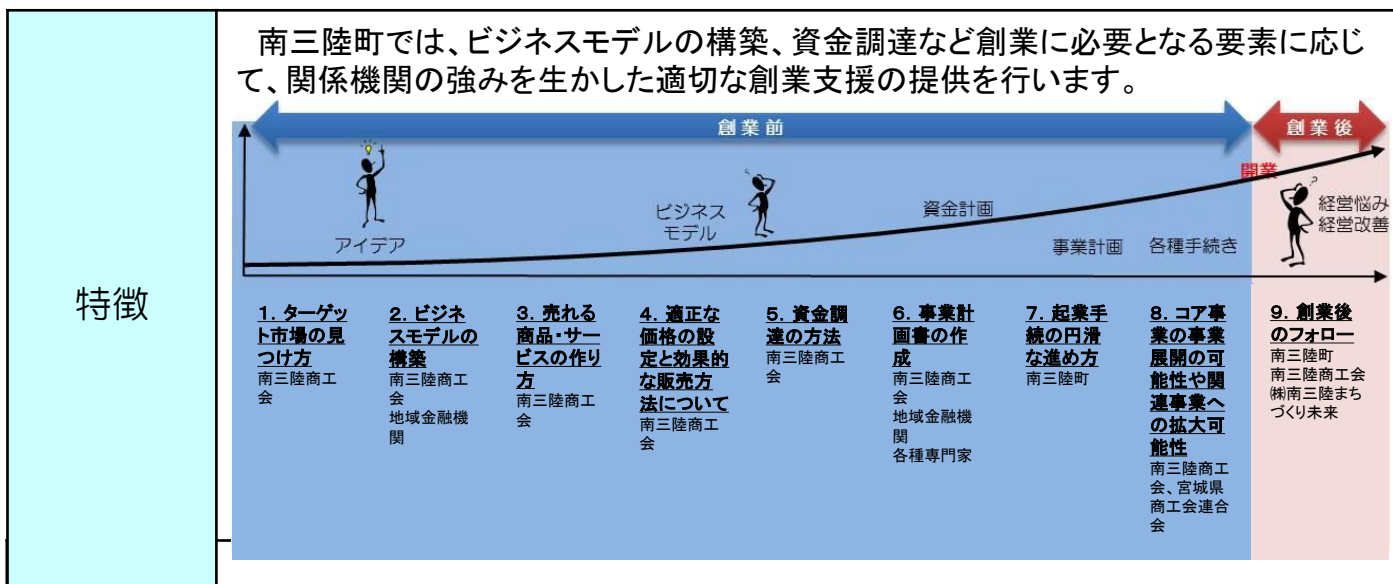 特徴
南三陸町では、ビジネスモデルの構築、資金調達など創業に必要となる要素に応じ
て、関係機関の強みを生かした適切な創業支援の提供を行います。
創業前
創業後
開業
アイデア
ビジネス
モデル
資金計画
事業計画
各種手続き
経営悩み
経営改善
1．ターゲッ
ト市場の見
つけ方
南三陸商工
会
2．ビジネ
スモデルの
構築
南三陸商工
会
地域金融機
関
3．売れる
商品・サー
ビスの作り
方
南三陸商工
会
4．適正な
価格の設
定と効果的
な販売方
法について
南三陸商工
会
5．資金調
達の方法
南三陸商工
会
6．事業計
画書の作
成
南三陸商工
会
地域金融機
関
各種専門家
7．起業手
続の円滑
な進め方
南三陸町
8．コア事
業の事業
展開の可
能性や関
連事業へ
の拡大可
能性
南三陸商工
会、宮城県
商工会連合
会
9．創業後
のフォロー
南三陸町
南三陸商工会
㈱南三陸まち
づくり未来